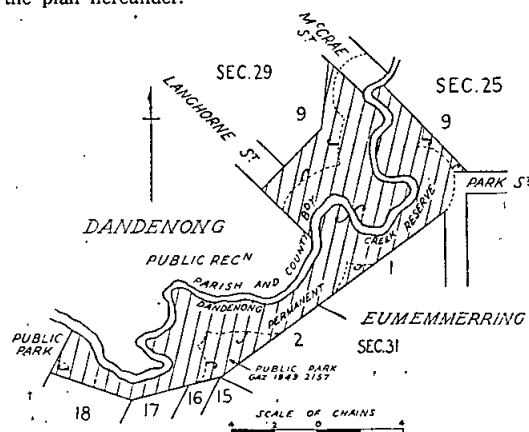 the plan hereunder.
McCRAE
ST
SEC.29
SEC.25
LANGHORNE
ST
9
9
PARK ST
DANDENONG
PUBLIC RECN
PARISH AND COUNTY BDY
DANDENONG CREEK
PERMANENT RESERVE
1
2
EUMEMMERRING
SEC.31
PUBLIC
PARK
PUBLIC PARK
GAZ 1949 2157
18
17
16
15
SCALE OF CHAINS
4 2 0 4